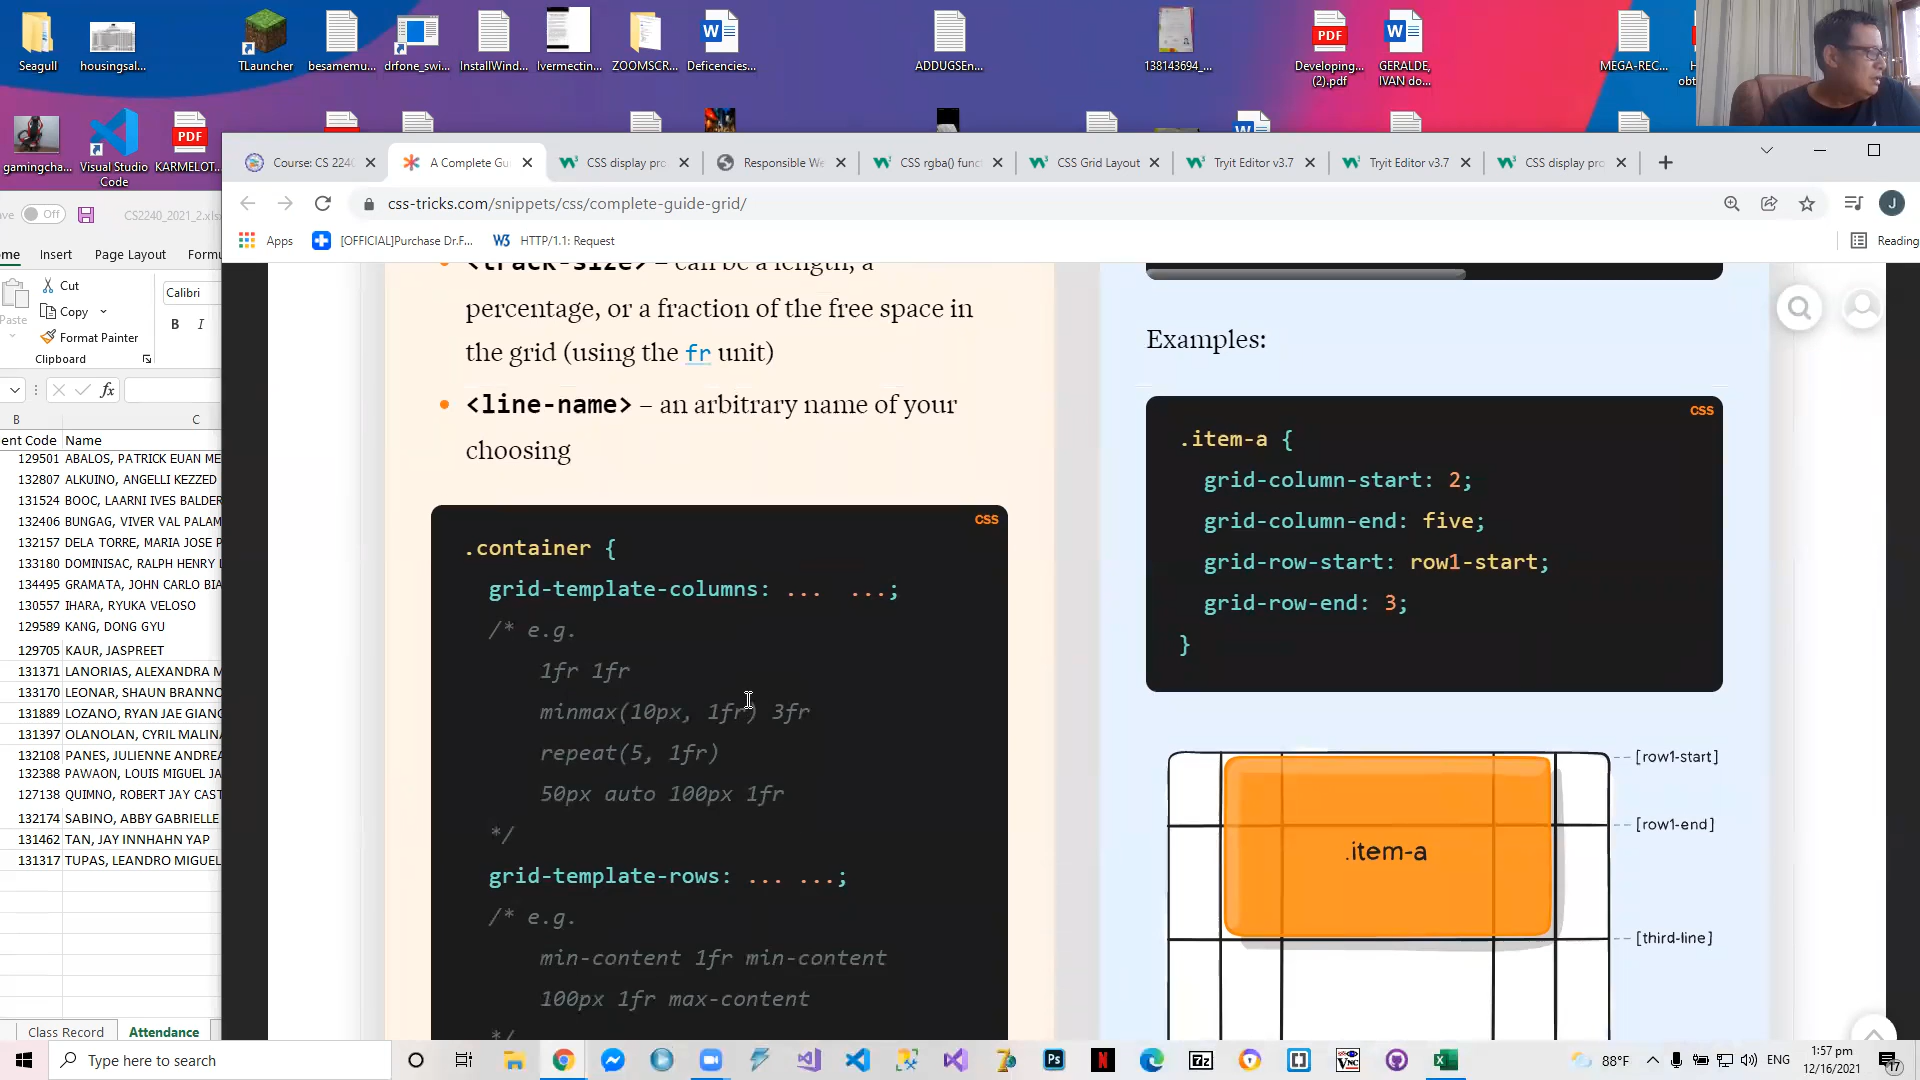 Seagull
housingsal...
TLauncher
besamemu...
drfone_swi...
InstallWind...
Ivermectin...
ZOOMSCR...
Deficiencies...
ADDUGSEn...
138143694_...
Developing... (2).pdf
GERALDE, IVAN do...
MEGA-REC...
gamingcha...
Visual Studio Code
KARMELOT...
Course: CS 224
A Complete Gu
CSS display pro
Responsible We
CSS rgba() func
CSS Grid Layout
Tryit Editor v3.7
Tryit Editor v3.7
CSS display pro
css-tricks.com/snippets/css/complete-guide-grid/
J
Apps
[OFFICIAL]Purchase Dr.F...
HTTP/1.1: Request
Reading
ave
Off
CS2240_2021_2.xls
ome
Insert
Page Layout
Formu
Cut
Copy
Format Painter
Paste
Calibri
B I
Clipboard
fx
B
C
ent Code
Name
129501 ABALOS, PATRICK EUAN ME
132807 ALKUINO, ANGELLI KEZZED
131524 BOOC, LAARNI IVES BALDER
132406 BUNGAG, VIVER VAL PALAM
132157 DELA TORRE, MARIA JOSE P
133180 DOMINISAC, RALPH HENRY L
134495 GRAMATA, JOHN CARLO BIA
130557 IHARA, RYUKA VELOSO
129589 KANG, DONG GYU
129705 KAUR, JASPREET
131371 LANORIAS, ALEXANDRA M
133170 LEONAR, SHAUN BRANNO
131889 LOZANO, RYAN JAE GIANG
131397 OLANOLAN, CYRIL MALINA
132108 PANES, JULIENNE ANDREA
132388 PAWAON, LOUIS MIGUEL JA
127138 QUIMNO, ROBERT JAY CAST
132174 SABINO, ABBY GABRIELLE
131462 TAN, JAY INNHAHN YAP
131317 TUPAS, LEANDRO MIGUEL
Class Record
Attendance
<track-size> – can be a length, a
percentage, or a fraction of the free space in
the grid (using the fr unit)
<line-name> – an arbitrary name of your
choosing
CSS
.container {
grid-template-columns: ... ...;
/* e.g.
1fr 1fr
minmax(10px, 1fr) 3fr
repeat(5, 1fr)
50px auto 100px 1fr
*/
grid-template-rows: ... ...;
/* e.g.
min-content 1fr min-content
100px 1fr max-content
*/
Examples:
CSS
.item-a {
grid-column-start: 2;
grid-column-end: five;
grid-row-start: row1-start;
grid-row-end: 3;
}
[row1-start]
[row1-end]
.item-a
[third-line]
Type here to search
88°F
ENG
1:57 pm
12/16/2021
17